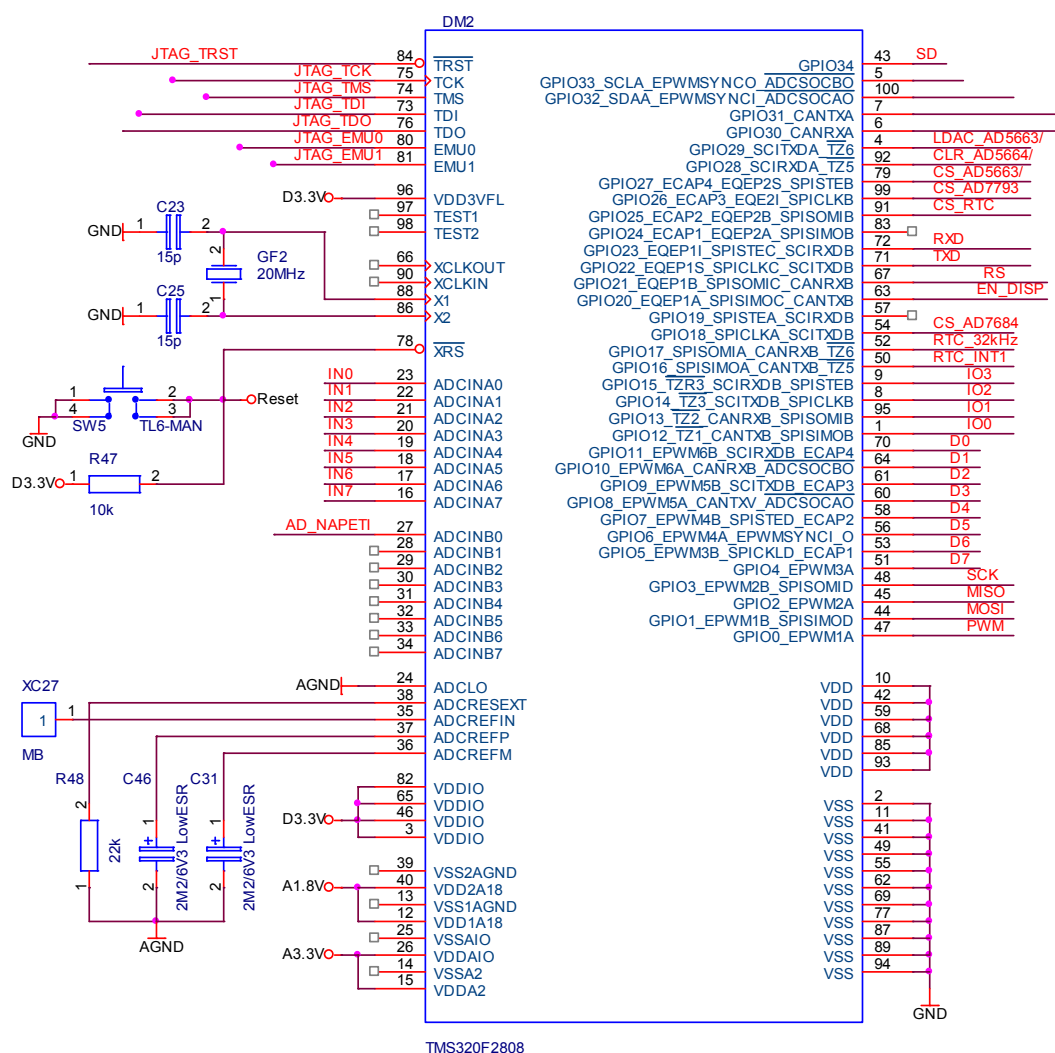 DM2
JTAG_TRST 84 TRST
JTAG_TCK 75 TCK
JTAG_TMS 74 TMS
JTAG_TDI 73 TDI
JTAG_TDO 76 TDO
JTAG_EMU0 80 EMU0
JTAG_EMU1 81 EMU1
D3.3V 96 VDD3VFL
97 TEST1
98 TEST2
C23
GND 1 2
15p
2 GF2
20MHz
1
C25
GND 1 2
15p
66 XCLKOUT
90 XCLKIN
88 X1
86 X2
78 XRS
1 2
4 3
SW5 TL6-MAN
GND
Reset
R47
D3.3V 1 2
10k
IN0 23 ADCINA0
IN1 22 ADCINA1
IN2 21 ADCINA2
IN3 20 ADCINA3
IN4 19 ADCINA4
IN5 18 ADCINA5
IN6 17 ADCINA6
IN7 16 ADCINA7
AD_NAPETI 27 ADCINB0
28 ADCINB1
29 ADCINB2
30 ADCINB3
31 ADCINB4
32 ADCINB5
33 ADCINB6
34 ADCINB7
AGND 24 ADCLO
38 ADCRESEXT
35 ADCREFIN
37 ADCREFP
36 ADCREFM
XC27
1 1
MB
R48
2
22k
1
C46
1
+
2
2M2/6V3 LowESR
C31
1
+
2
2M2/6V3 LowESR
AGND
82 VDDIO
65 VDDIO
D3.3V 46 VDDIO
3 VDDIO
39 VSS2AGND
A1.8V 40 VDD2A18
13 VSS1AGND
12 VDD1A18
25 VSSAIO
A3.3V 26 VDDAIO
14 VSSA2
15 VDDA2
GPIO34 43 SD
GPIO33_SCLA_EPWMSYNCO_ADCSOCBO 5
GPIO32_SDAA_EPWMSYNCI_ADCSOCAO 100
GPIO31_CANTXA 7
GPIO30_CANRXA 6
GPIO29_SCITXDA_TZ6 4 LDAC_AD5663/
GPIO28_SCIRXDA_TZ5 92 CLR_AD5664/
GPIO27_ECAP4_EQEP2S_SPISTEB 79 CS_AD5663/
GPIO26_ECAP3_EQE2I_SPICLKB 99 CS_AD7793
GPIO25_ECAP2_EQEP2B_SPISOMIB 91 CS_RTC
GPIO24_ECAP1_EQEP2A_SPISIMOB 83
GPIO23_EQEP1I_SPISTEC_SCIRXDB 72 RXD
GPIO22_EQEP1S_SPICLKC_SCITXDB 71 TXD
GPIO21_EQEP1B_SPISOMIC_CANRXB 67 RS
GPIO20_EQEP1A_SPISIMOC_CANTXB 63 EN_DISP
GPIO19_SPISTEA_SCIRXDB 57
GPIO18_SPICLKA_SCITXDB 54 CS_AD7684
GPIO17_SPISOMIA_CANRXB_TZ6 52 RTC_32kHz
GPIO16_SPISIMOA_CANTXB_TZ5 50 RTC_INT1
GPIO15_TZR3_SCIRXDB_SPISTEB 9 IO3
GPIO14_TZ3_SCITXDB_SPICLKB 8 IO2
GPIO13_TZ2_CANRXB_SPISOMIB 95 IO1
GPIO12_TZ1_CANTXB_SPISIMOB 1 IO0
GPIO11_EPWM6B_SCIRXDB_ECAP4 70 D0
GPIO10_EPWM6A_CANRXB_ADCSOCBO 64 D1
GPIO9_EPWM5B_SCITXDB_ECAP3 61 D2
GPIO8_EPWM5A_CANTXV_ADCSOCAO 60 D3
GPIO7_EPWM4B_SPISTED_ECAP2 58 D4
GPIO6_EPWM4A_EPWMSYNCI_O 56 D5
GPIO5_EPWM3B_SPICKLD_ECAP1 53 D6
GPIO4_EPWM3A 51 D7
GPIO3_EPWM2B_SPISOMID 48 SCK
GPIO2_EPWM2A 45 MISO
GPIO1_EPWM1B_SPISIMOD 44 MOSI
GPIO0_EPWM1A 47 PWM
VDD 10
VDD 42
VDD 59
VDD 68
VDD 85
VDD 93
VSS 2
VSS 11
VSS 41
VSS 49
VSS 55
VSS 62
VSS 69
VSS 77
VSS 87
VSS 89
VSS 94
GND
TMS320F2808